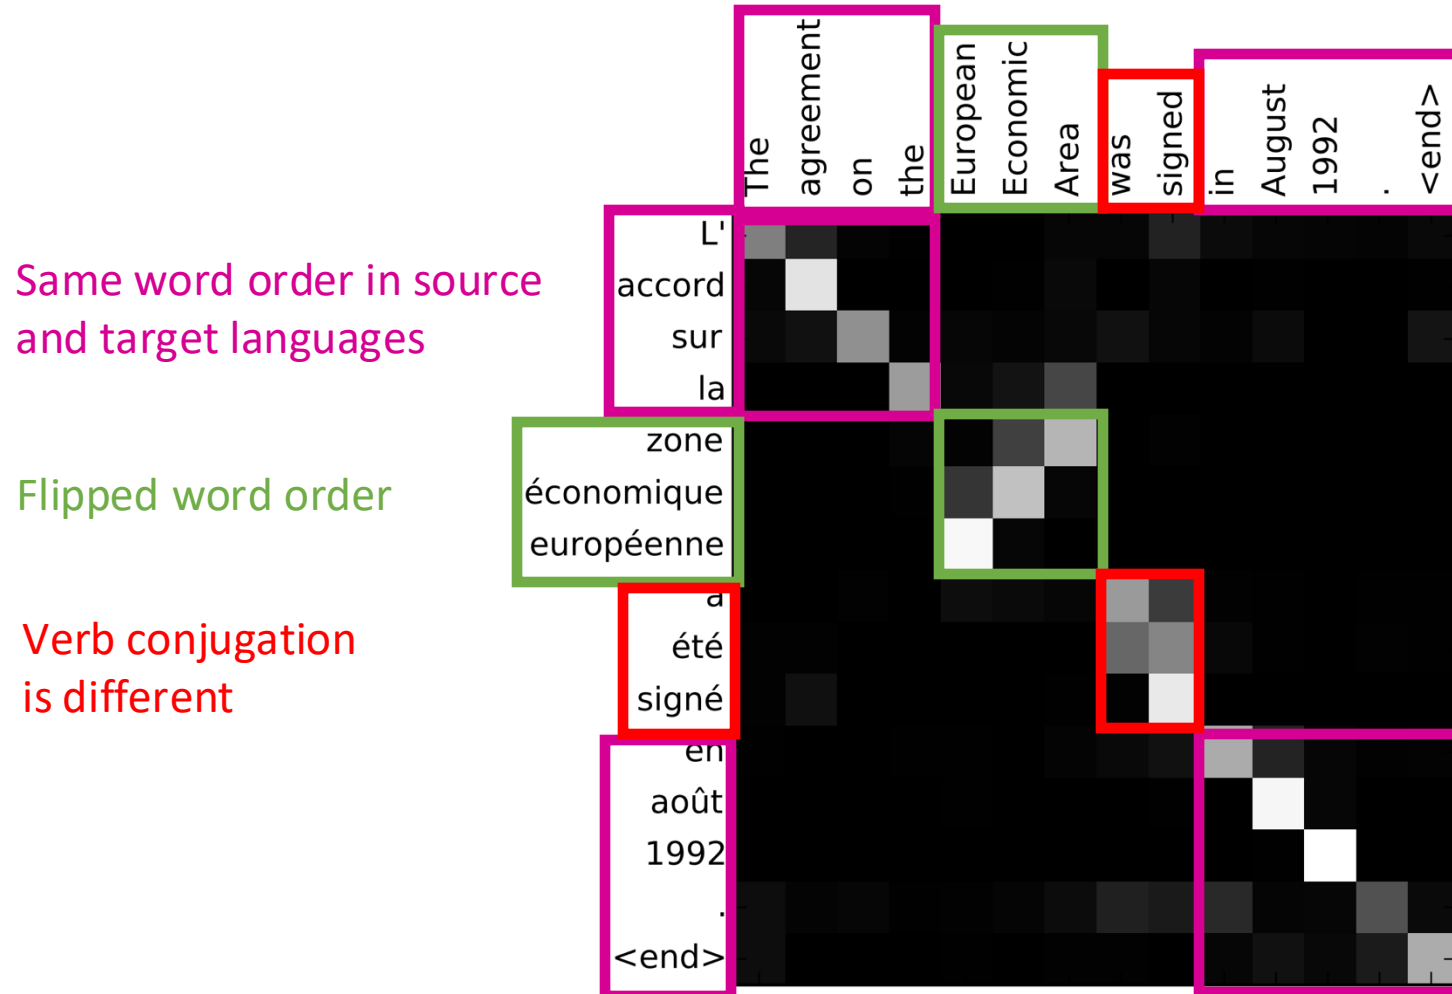 The
agreement
on
the
European
Economic
Area
was
signed
in
August
1992
.
<end>
L'
accord
sur
la
zone
économique
européenne
a
été
signé
en
août
1992
.
<end>
Same word order in source
and target languages
Flipped word order
Verb conjugation
is different